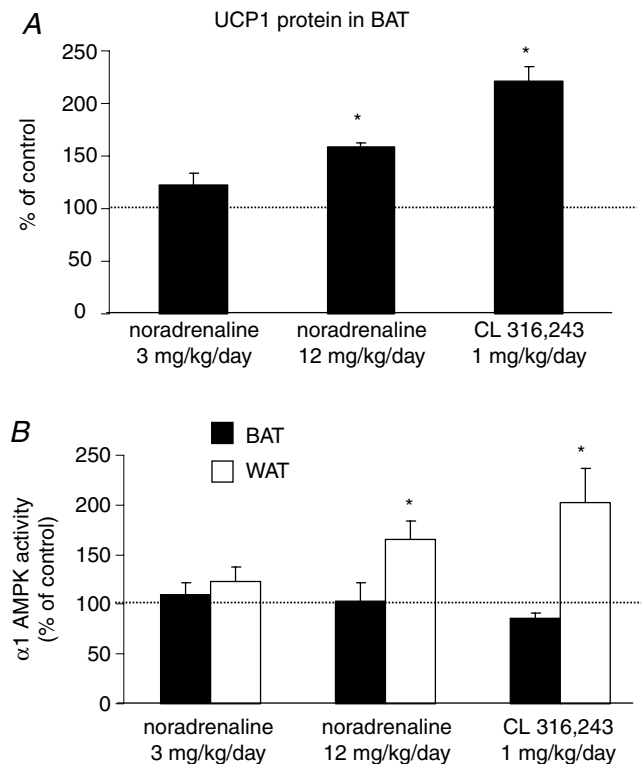 A
UCP1 protein in BAT
% of control
250
200
150
100
50
0
*
*
noradrenaline
3 mg/kg/day
noradrenaline
12 mg/kg/day
CL 316,243
1 mg/kg/day
B
BAT
WAT
α1 AMPK activity
(% of control)
250
200
150
100
50
0
*
*
noradrenaline
3 mg/kg/day
noradrenaline
12 mg/kg/day
CL 316,243
1 mg/kg/day